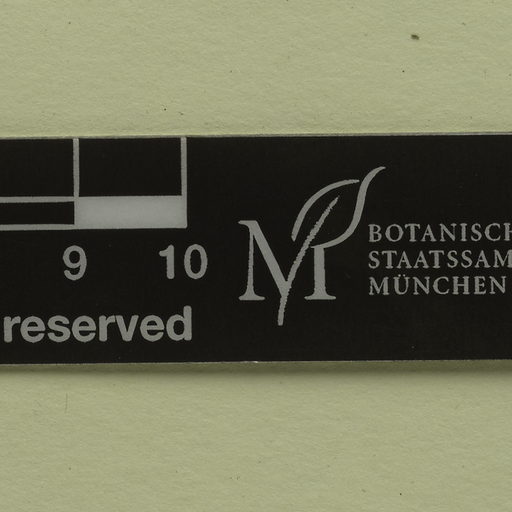 9 10
reserved
BOTANISCH
STAATSSAM
MÜNCHEN